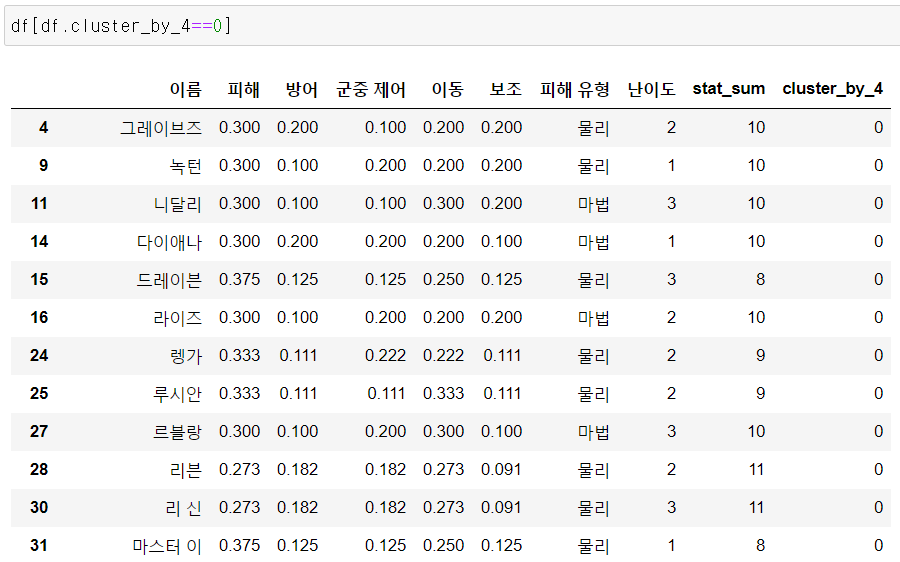 df[df.cluster_by_4==0]
이름 피해 방어 군중 제어 이동 보조 피해 유형 난이도 stat_sum cluster_by_4
4 그레이브즈 0.300 0.200 0.100 0.200 0.200 물리 2 10 0
9 녹턴 0.300 0.100 0.200 0.200 0.200 물리 1 10 0
11 니달리 0.300 0.100 0.100 0.300 0.200 마법 3 10 0
14 다이애나 0.300 0.200 0.200 0.200 0.100 마법 1 10 0
15 드레이븐 0.375 0.125 0.125 0.250 0.125 물리 3 8 0
16 라이즈 0.300 0.100 0.200 0.200 0.200 마법 2 10 0
24 렝가 0.333 0.111 0.222 0.222 0.111 물리 2 9 0
25 루시안 0.333 0.111 0.111 0.333 0.111 물리 2 9 0
27 르블랑 0.300 0.100 0.200 0.300 0.100 마법 3 10 0
28 리븐 0.273 0.182 0.182 0.273 0.091 물리 2 11 0
30 리 신 0.273 0.182 0.182 0.273 0.091 물리 3 11 0
31 마스터 이 0.375 0.125 0.125 0.250 0.125 물리 1 8 0